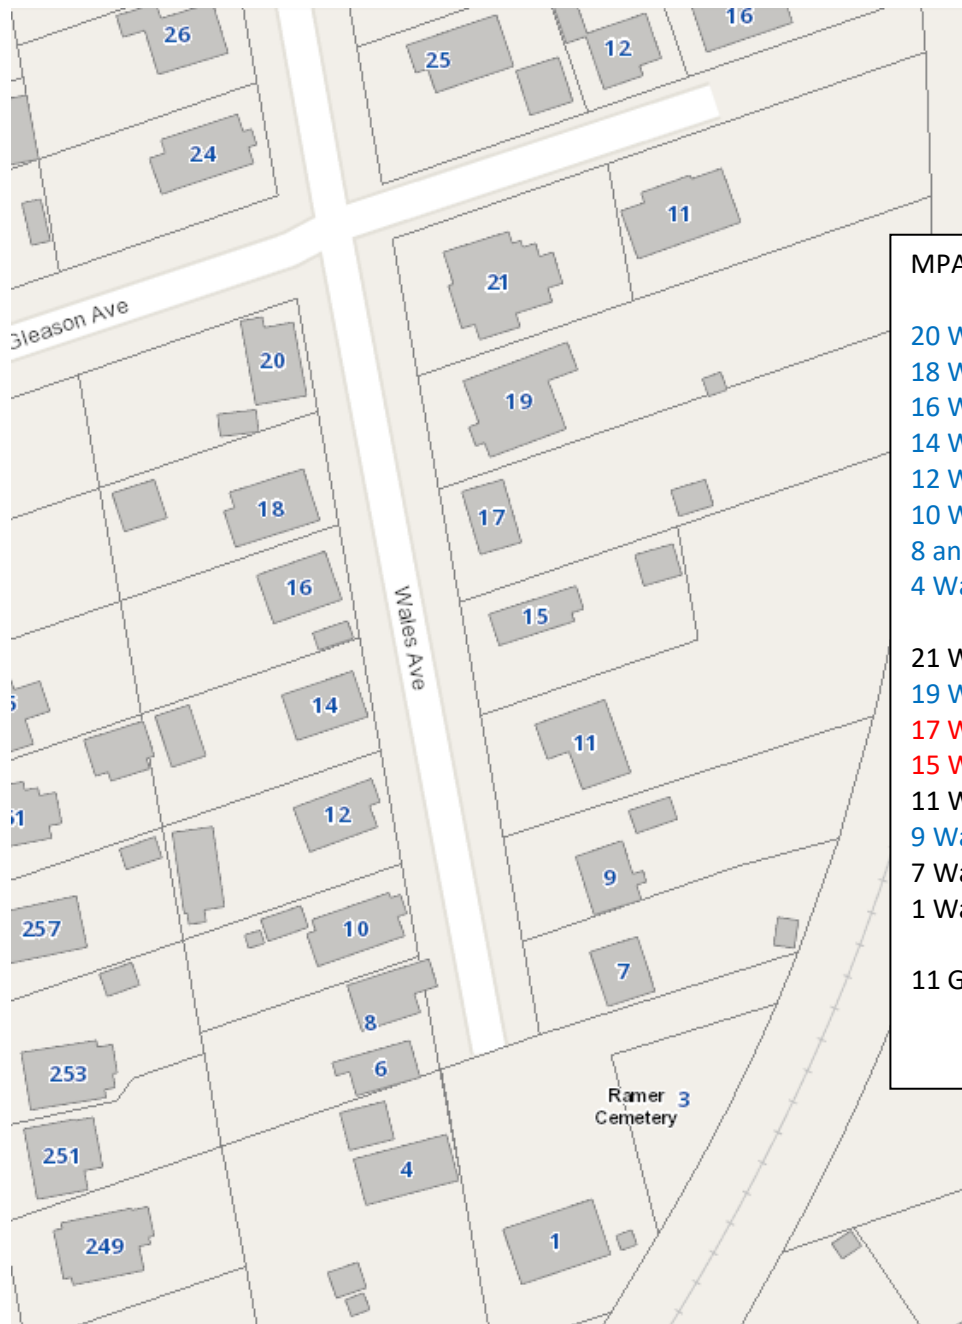 26
25
12
16
24
11
21
Gleason Ave
20
19
18
17
16
15
Wales Ave
14
11
12
9
257
10
7
8
6
253
Ramer 3
Cemetery
251
4
249
1
MPA
20 W
18 W
16 W
14 W
12 W
10 W
8 an
4 Wa
21 W
19 W
17 W
15 W
11 W
9 Wa
7 Wa
1 Wa
11 G